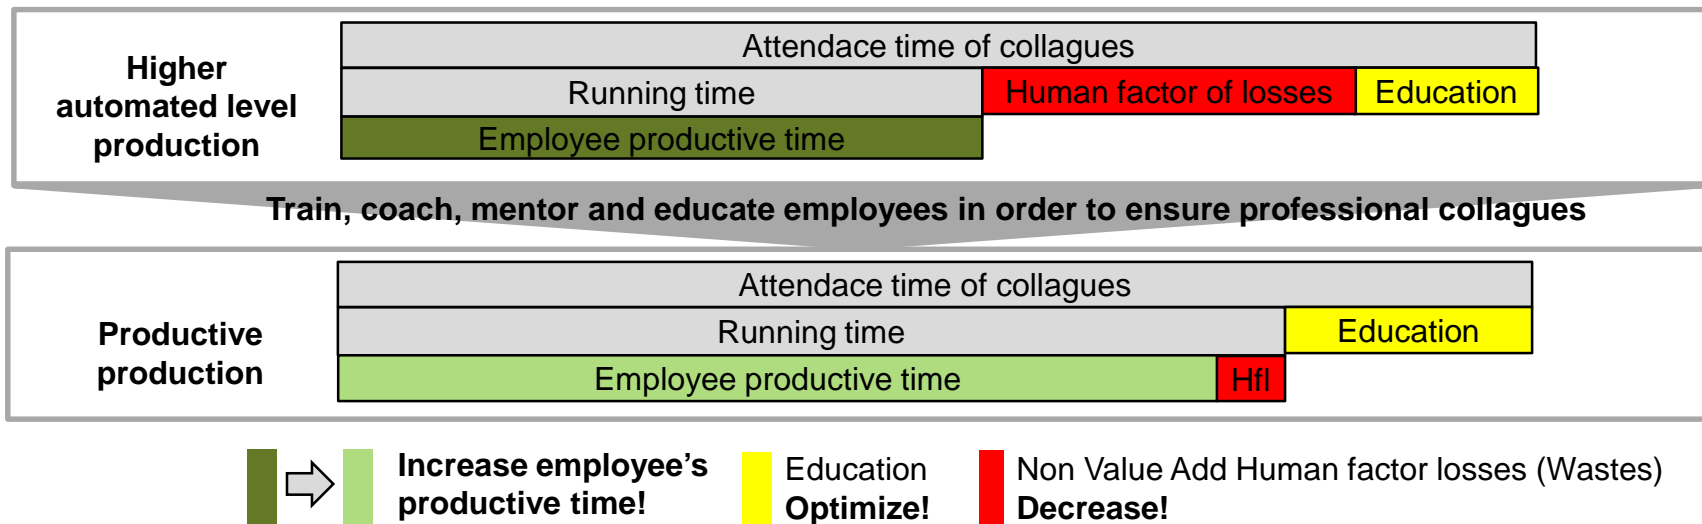 Attendace time of collagues
Higher
automated level
production
Running time
Human factor of losses
Education
Employee productive time
Train, coach, mentor and educate employees in order to ensure professional collagues
Attendace time of collagues
Productive
production
Running time
Education
Employee productive time
Hfl
Increase employee’s
productive time!
Education
Optimize!
Non Value Add Human factor losses (Wastes)
Decrease!